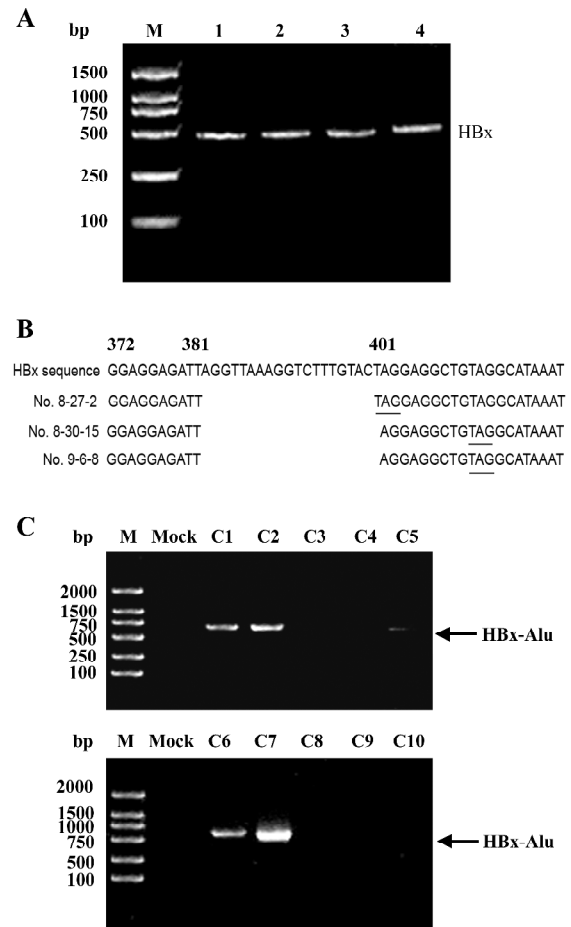 A
bp M 1 2 3 4
1500
1000
750
500 HBx
250
100
B
372 381 401
HBx sequence GGAGGAGATTAGGTTAAAGGTCTTTGTACTAGGAGGCTGTAGGCATAAAT
No. 8-27-2 GGAGGAGATT TAGGAGGCTGTAGGCATAAAT
No. 8-30-15 GGAGGAGATT AGGAGGCTGTAGGCATAAAT
No. 9-6-8 GGAGGAGATT AGGAGGCTGTAGGCATAAAT
C
bp M Mock C1 C2 C3 C4 C5
2000
1500
750
500 HBx-Alu
250
100
bp M Mock C6 C7 C8 C9 C10
2000
1500
1000
750 HBx-Alu
500
100